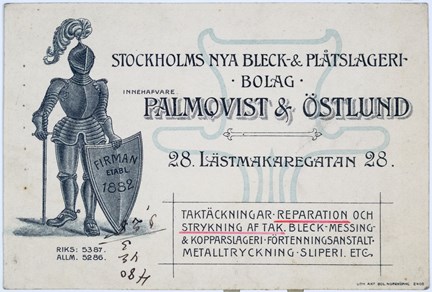 STOCKHOLMS NYA BLECK-& PLÅTSLAGERI-
· BOLAG ·
INNEHAFVARE
PALMQVIST & ÖSTLUND
28. LÄSTMAKAREGATAN 28.
FIRMAN
ETABL.
1882
TAKTÄCKNINGAR · REPARATION OCH
STRYKNING AF TAK. BLECK-MESSING-
& KOPPARSLAGERI · FÖRTENNINGSANSTALT ·
METALLTRYCKNING · SLIPERI. ETC.
RIKS: 5387.
ALLM. 5286.